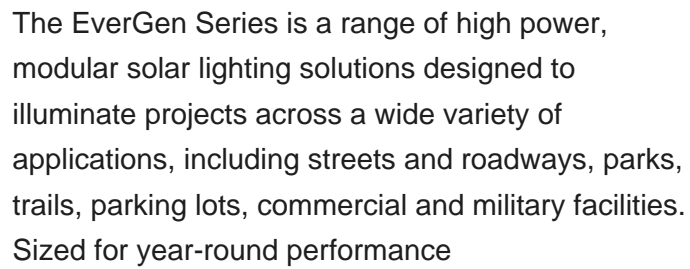 The EverGen Series is a range of high power,
modular solar lighting solutions designed to
illuminate projects across a wide variety of
applications, including streets and roadways, parks,
trails, parking lots, commercial and military facilities.
Sized for year-round performance